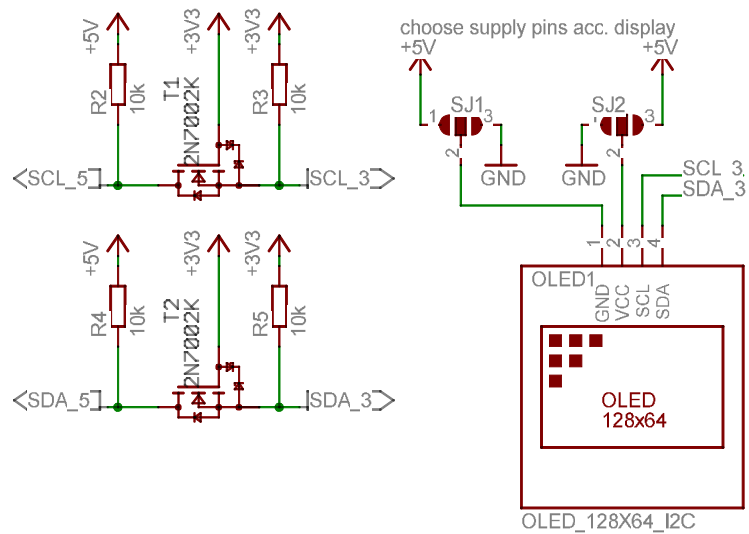 choose supply pins acc. display
+5V
+3V3
+3V3
+5V
+5V
R2
10k
T1
2N7002K
R3
10k
SJ1
1
3
2
SJ2
1
3
2
SCL_5
SCL_3
GND
GND
SCL_3
SDA_3
+5V
+3V3
+3V3
R4
10k
T2
2N7002K
R5
10k
SDA_5
SDA_3
1
2
3
4
OLED1
GND
VCC
SCL
SDA
OLED
128x64
OLED_128X64_I2C